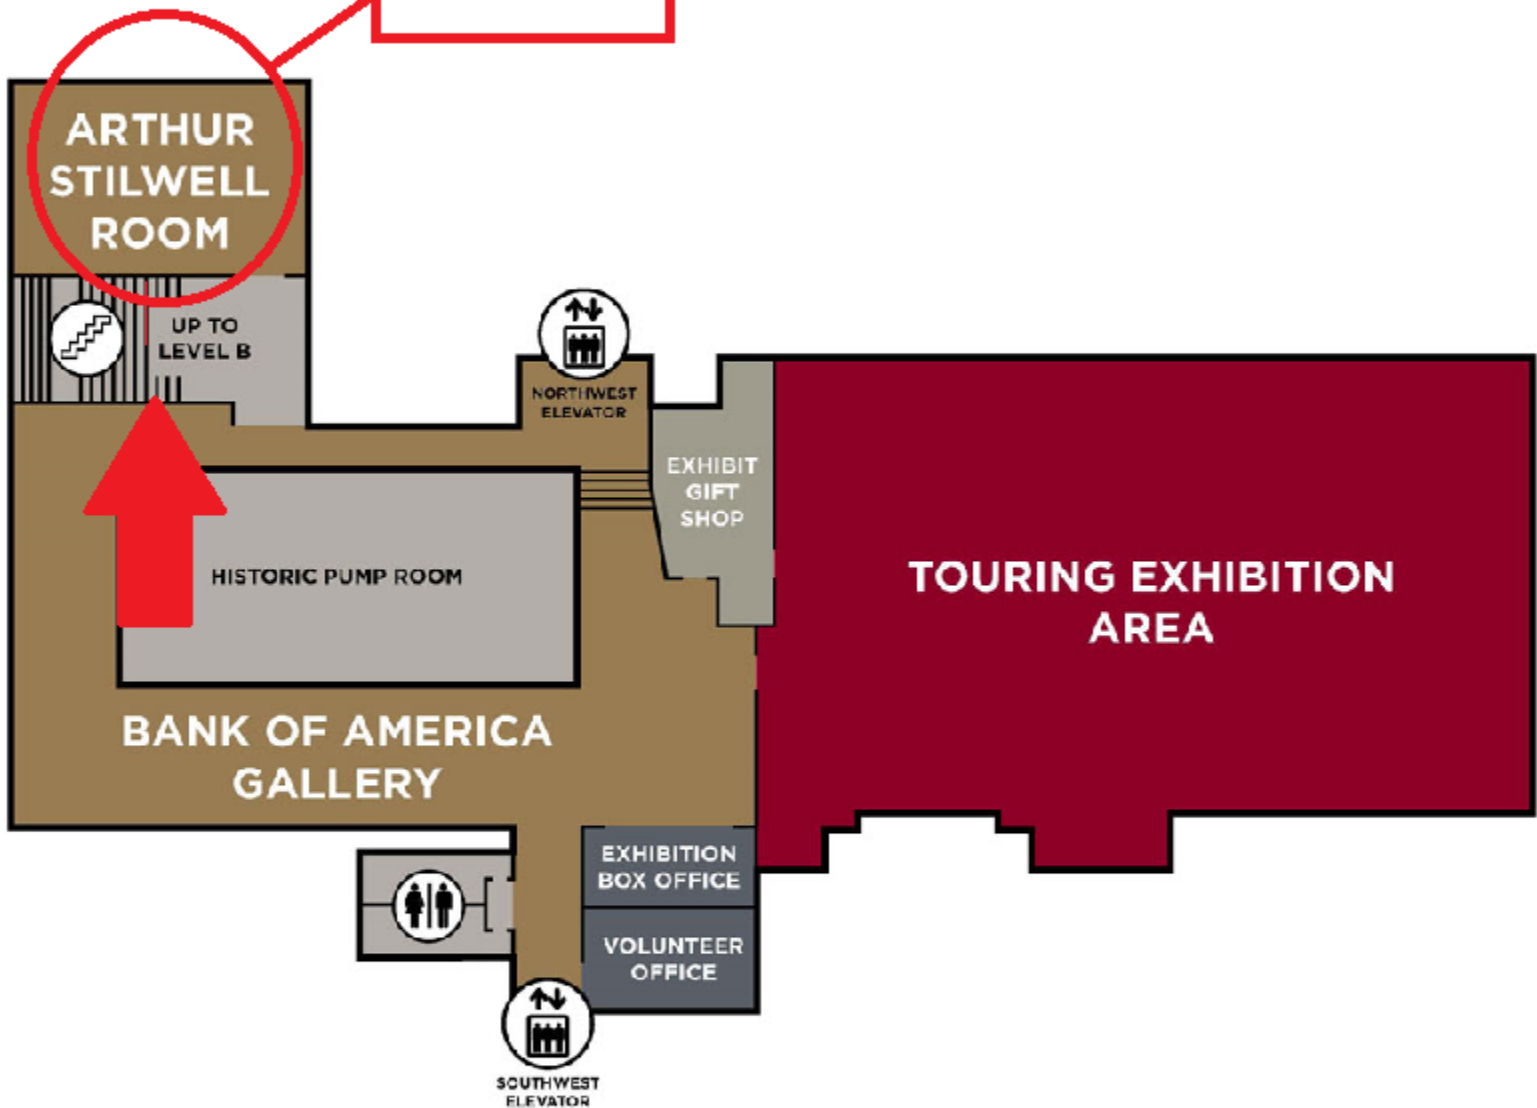 ARTHUR
STILWELL
ROOM
UP TO
LEVEL B
NORTHWEST
ELEVATOR
EXHIBIT
GIFT
SHOP
HISTORIC PUMP ROOM
TOURING EXHIBITION
AREA
BANK OF AMERICA
GALLERY
EXHIBITION
BOX OFFICE
VOLUNTEER
OFFICE
SOUTHWEST
ELEVATOR